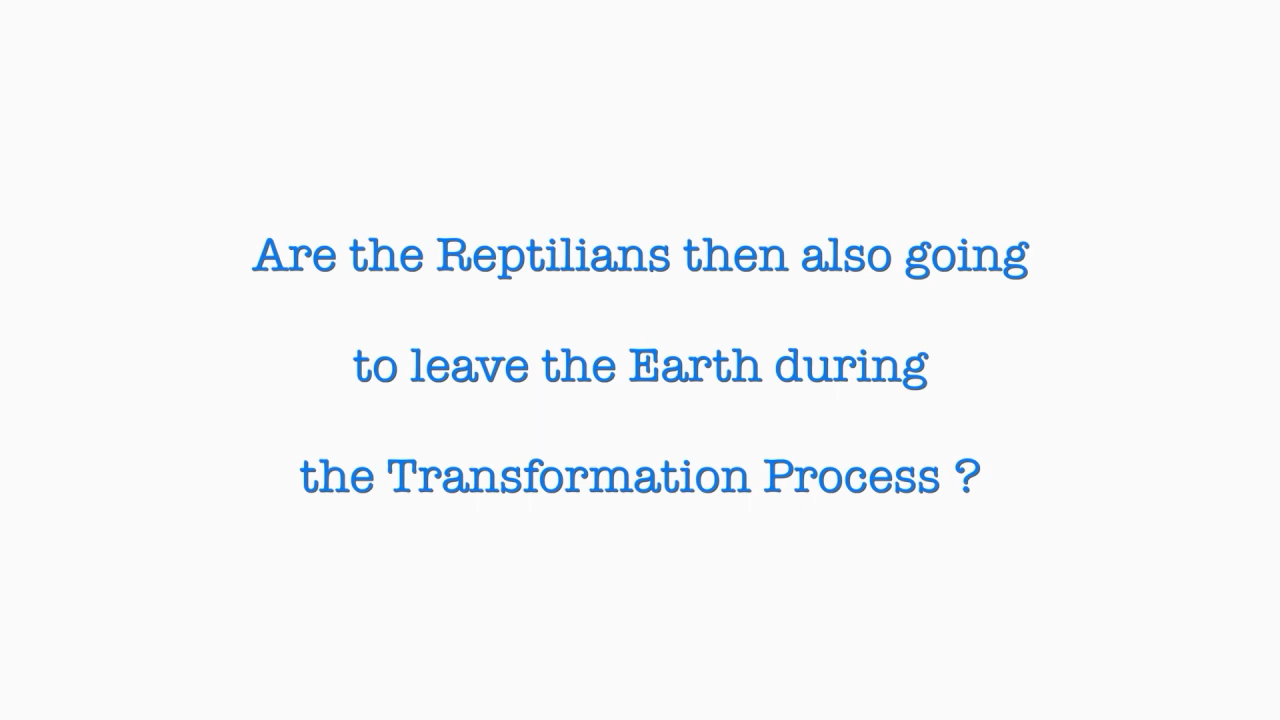 Are the Reptilians then also going
to leave the Earth during
the Transformation Process ?